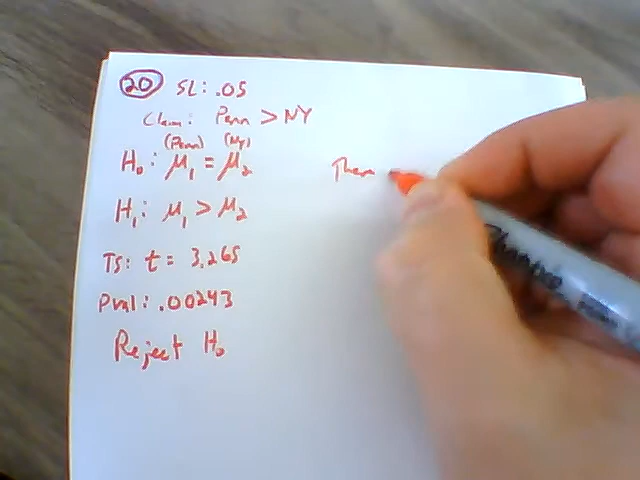 20 SL: .05
Claim: Penn > NY
(Penn) (NY)
H₀: μ₁ = μ₂
H₁: μ₁ > μ₂
TS: t = 3.265
Pval: .00243
Reject H₀